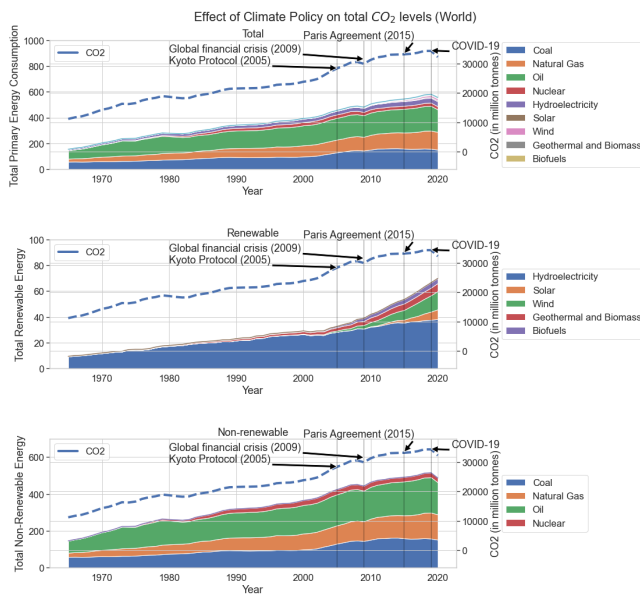 Effect of Climate Policy on total CO2 levels (World)
Total
Paris Agreement (2015)
Global financial crisis (2009)
Kyoto Protocol (2005)
COVID-19
CO2
Total Primary Energy Consumption
1000
800
600
400
200
0
30000
20000
10000
0
CO2 (in million tonnes)
1970
1980
1990
2000
2010
2020
Year
Coal
Natural Gas
Oil
Nuclear
Hydroelectricity
Solar
Wind
Geothermal and Biomass
Biofuels
Renewable
Paris Agreement (2015)
Global financial crisis (2009)
Kyoto Protocol (2005)
COVID-19
CO2
Total Renewable Energy
100
80
60
40
20
0
30000
20000
10000
0
CO2 (in million tonnes)
1970
1980
1990
2000
2010
2020
Year
Hydroelectricity
Solar
Wind
Geothermal and Biomass
Biofuels
Non-renewable
Paris Agreement (2015)
Global financial crisis (2009)
Kyoto Protocol (2005)
COVID-19
CO2
Total Non-Renewable Energy
600
400
200
0
30000
20000
10000
0
CO2 (in million tonnes)
1970
1980
1990
2000
2010
2020
Year
Coal
Natural Gas
Oil
Nuclear